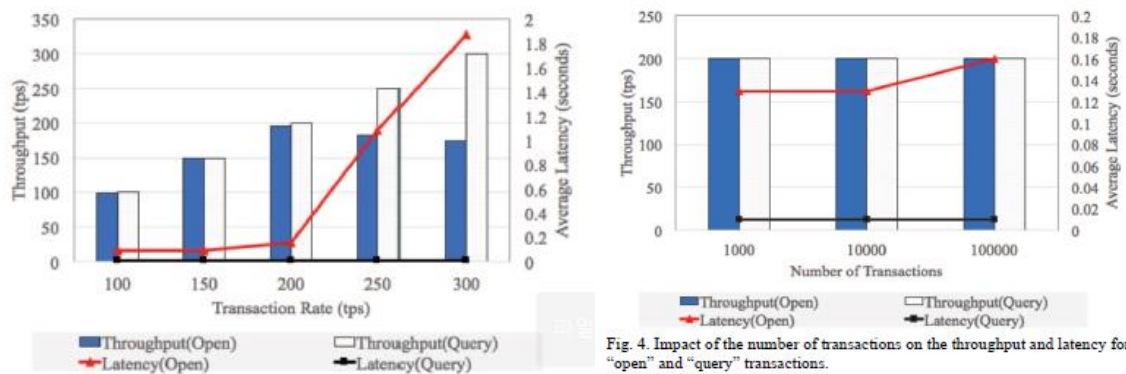 350
300
250
200
150
100
50
0
Throughput (tps)
2
1.8
1.6
1.4
1.2
1
0.8
0.6
0.4
0.2
0
Average Latency (seconds)
100 150 200 250 300
Transaction Rate (tps)
Throughput(Open) Throughput(Query)
Latency(Open) Latency(Query)
250
200
150
100
50
0
Throughput (tps)
0.2
0.18
0.16
0.14
0.12
0.1
0.08
0.06
0.04
0.02
0
Average Latency (seconds)
1000 10000 100000
Number of Transactions
Throughput(Open) Throughput(Query)
Latency(Open) Latency(Query)
Fig. 4. Impact of the number of transactions on the throughput and latency for
“open” and “query” transactions.